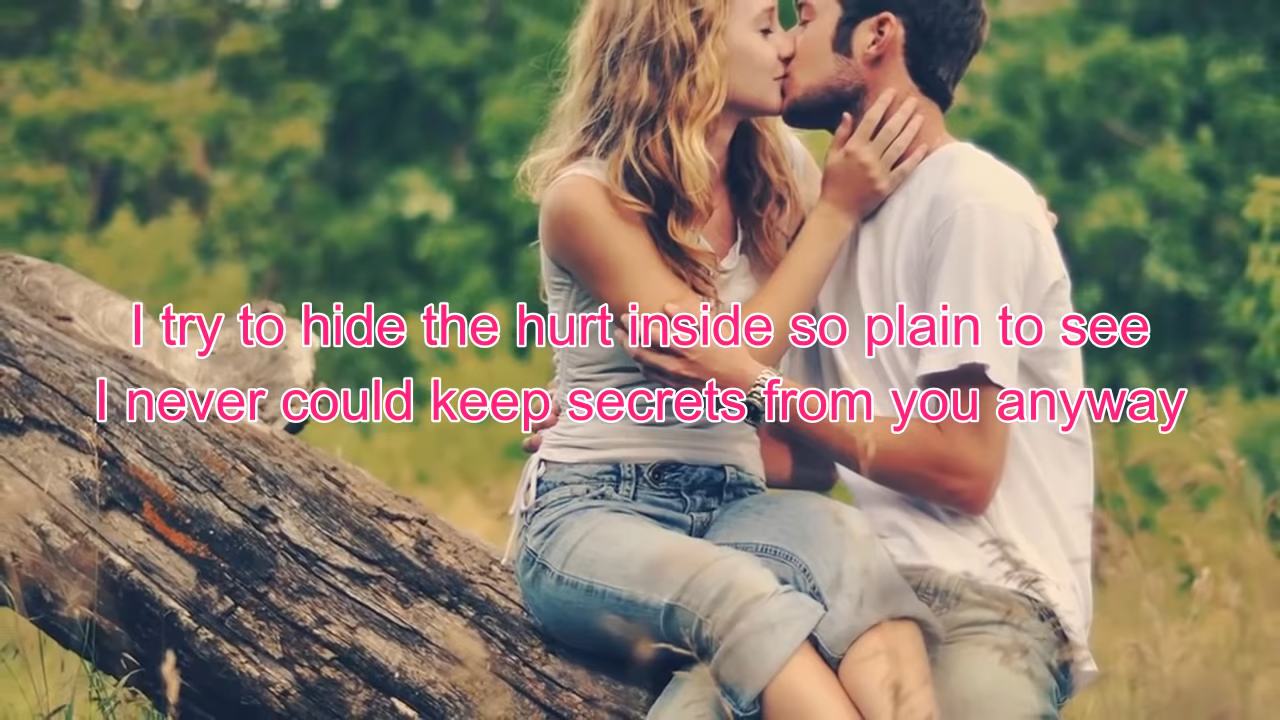 I try to hide the hurt inside so plain to see
I never could keep secrets from you anyway